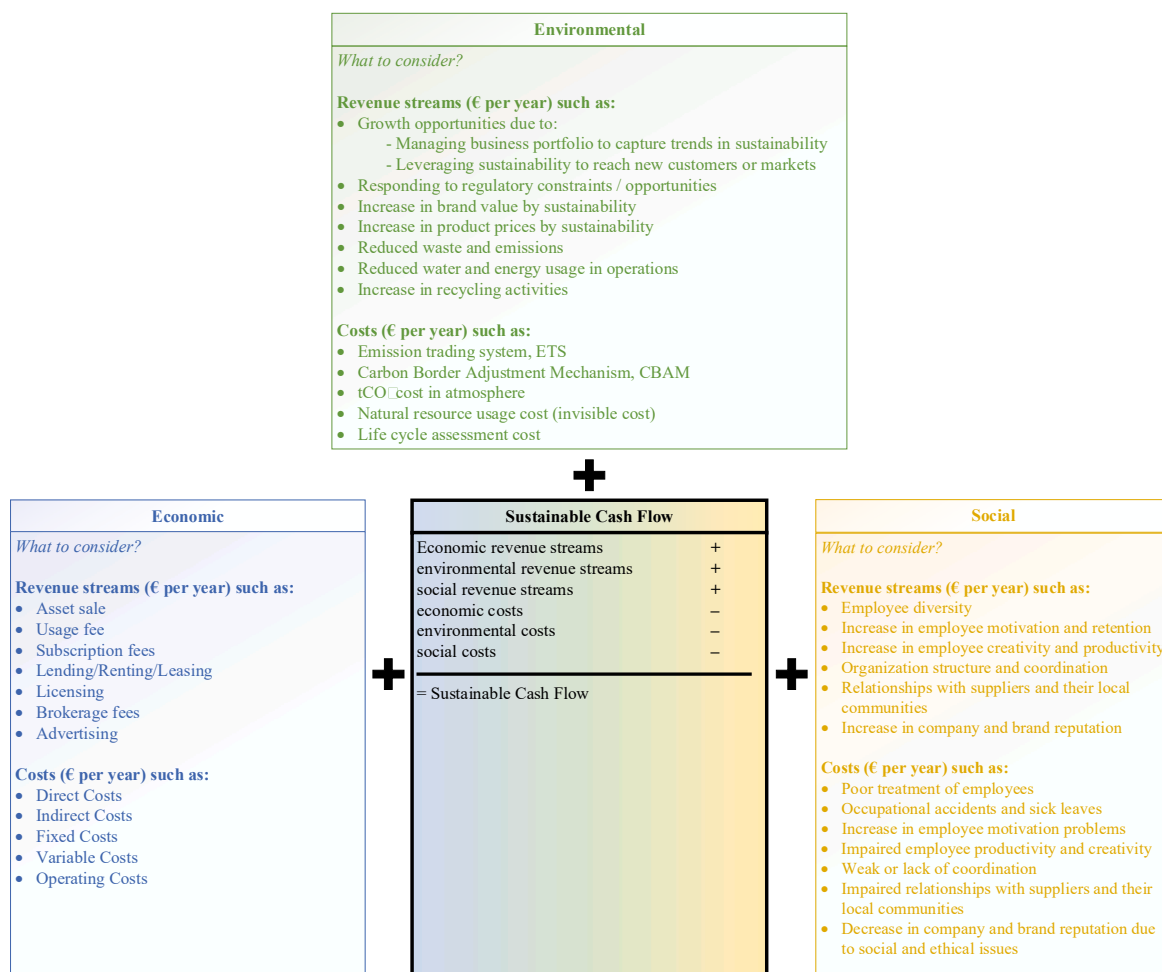 Environmental
What to consider?
Revenue streams (€ per year) such as:
• Growth opportunities due to:
- Managing business portfolio to capture trends in sustainability
- Leveraging sustainability to reach new customers or markets
• Responding to regulatory constraints / opportunities
• Increase in brand value by sustainability
• Increase in product prices by sustainability
• Reduced waste and emissions
• Reduced water and energy usage in operations
• Increase in recycling activities
Costs (€ per year) such as:
• Emission trading system, ETS
• Carbon Border Adjustment Mechanism, CBAM
• tCO□cost in atmosphere
• Natural resource usage cost (invisible cost)
• Life cycle assessment cost
Economic
What to consider?
Revenue streams (€ per year) such as:
• Asset sale
• Usage fee
• Subscription fees
• Lending/Renting/Leasing
• Licensing
• Brokerage fees
• Advertising
Costs (€ per year) such as:
• Direct Costs
• Indirect Costs
• Fixed Costs
• Variable Costs
• Operating Costs
Sustainable Cash Flow
Economic revenue streams +
environmental revenue streams +
social revenue streams +
economic costs –
environmental costs –
social costs –
= Sustainable Cash Flow
Social
What to consider?
Revenue streams (€ per year) such as:
• Employee diversity
• Increase in employee motivation and retention
• Increase in employee creativity and productivity
• Organization structure and coordination
• Relationships with suppliers and their local
communities
• Increase in company and brand reputation
Costs (€ per year) such as:
• Poor treatment of employees
• Occupational accidents and sick leaves
• Increase in employee motivation problems
• Impaired employee productivity and creativity
• Weak or lack of coordination
• Impaired relationships with suppliers and their
local communities
• Decrease in company and brand reputation due
to social and ethical issues